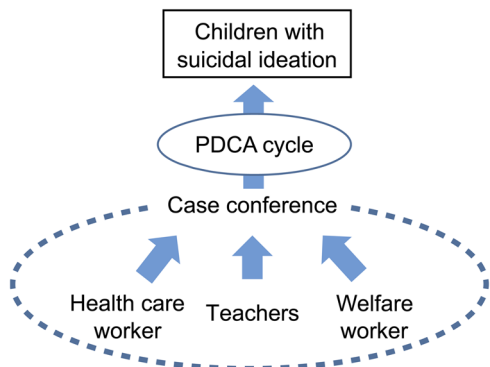 Children with
suicidal ideation
PDCA cycle
Case conference
Health care
worker
Teachers
Welfare
worker